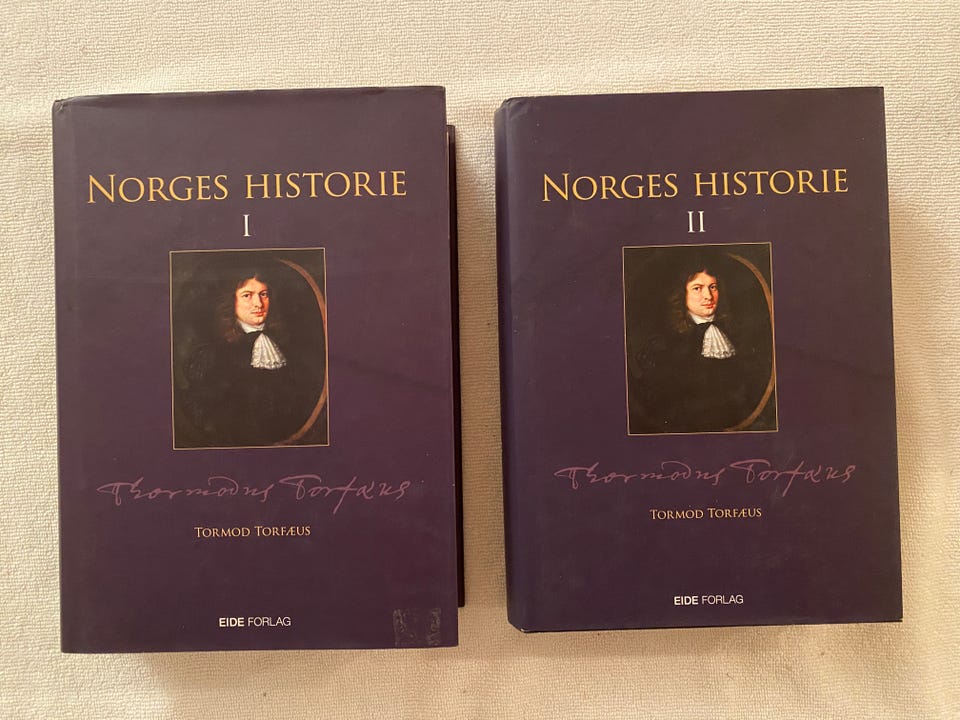 NORGES HISTORIE
I
Thormodus Torfæus
TORMOD TORFÆUS
EIDE FORLAG
NORGES HISTORIE
II
Thormodus Torfæus
TORMOD TORFÆUS
EIDE FORLAG